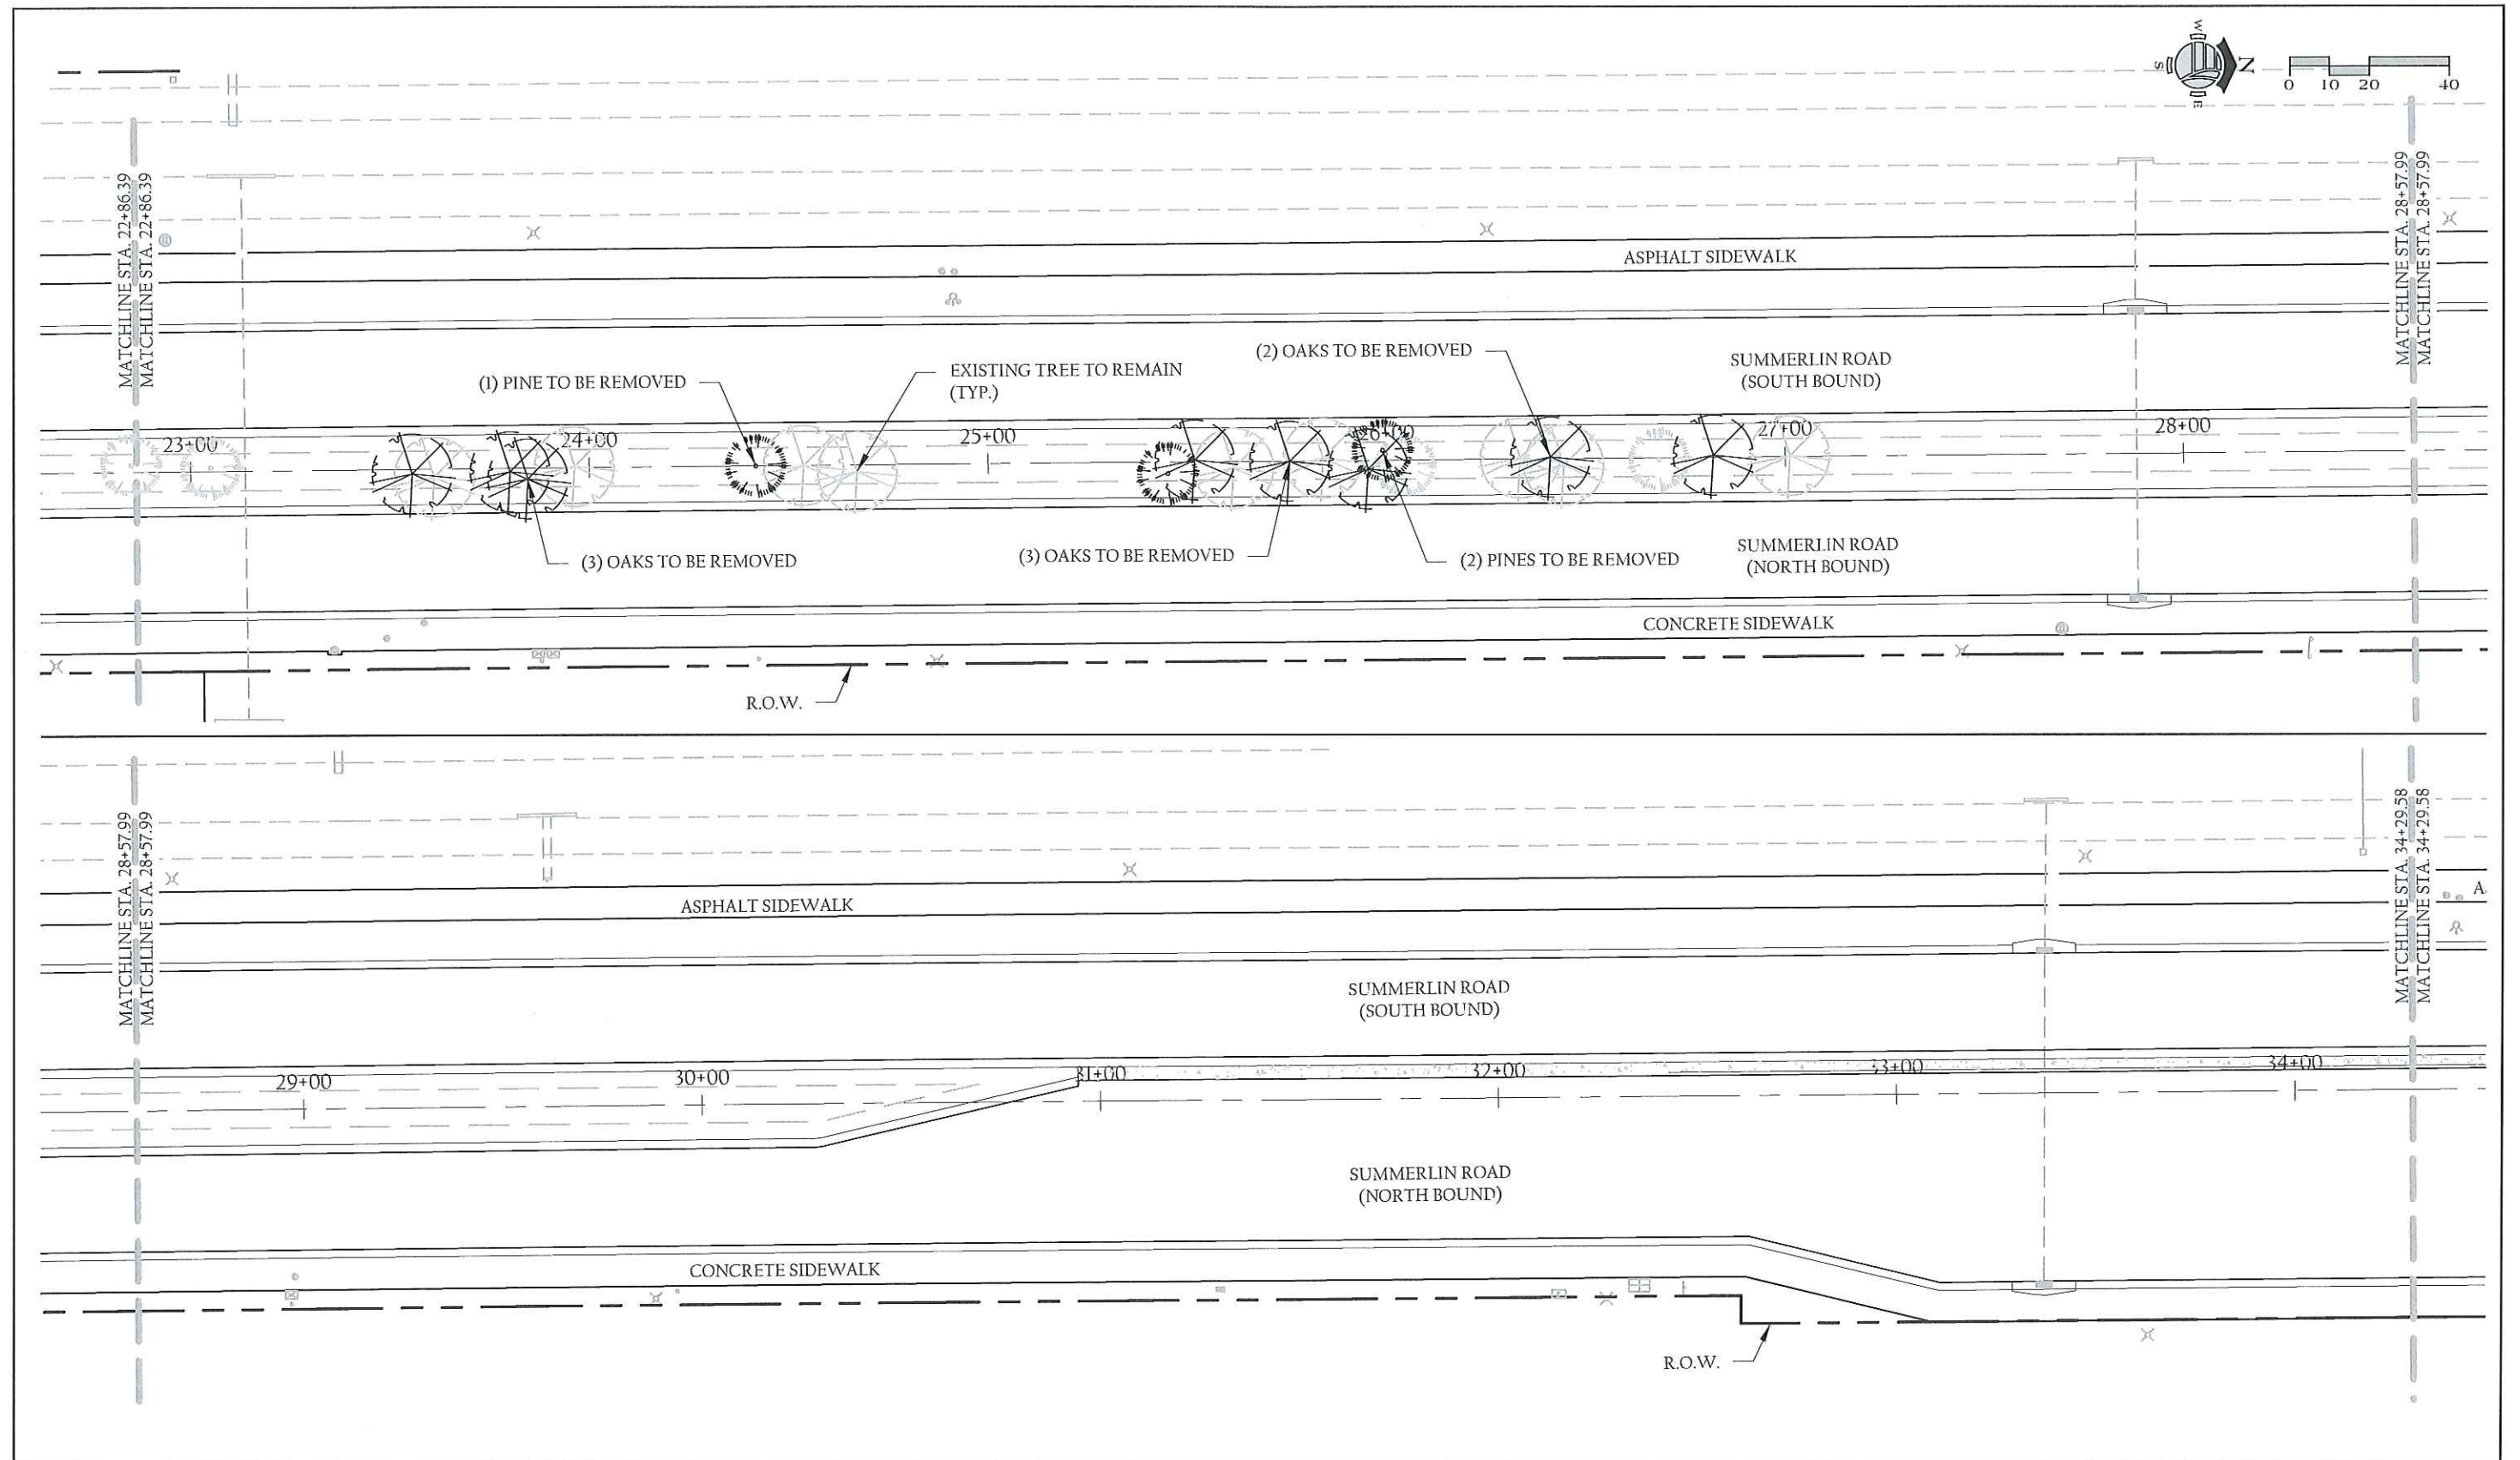 W
S
N
E
0 10 20 40
MATCHLINE STA. 22+86.39
MATCHLINE STA. 22+86.39
MATCHLINE STA. 28+57.99
MATCHLINE STA. 28+57.99
ASPHALT SIDEWALK
(2) OAKS TO BE REMOVED
SUMMERLIN ROAD
(SOUTH BOUND)
EXISTING TREE TO REMAIN
(TYP.)
(1) PINE TO BE REMOVED
23+00
24+00
25+00
26+00
27+00
28+00
(3) OAKS TO BE REMOVED
(3) OAKS TO BE REMOVED
(2) PINES TO BE REMOVED
SUMMERLIN ROAD
(NORTH BOUND)
CONCRETE SIDEWALK
R.O.W.
MATCHLINE STA. 28+57.99
MATCHLINE STA. 28+57.99
MATCHLINE STA. 34+29.58
MATCHLINE STA. 34+29.58
A
ASPHALT SIDEWALK
SUMMERLIN ROAD
(SOUTH BOUND)
29+00
30+00
31+00
32+00
33+00
34+00
SUMMERLIN ROAD
(NORTH BOUND)
CONCRETE SIDEWALK
R.O.W.